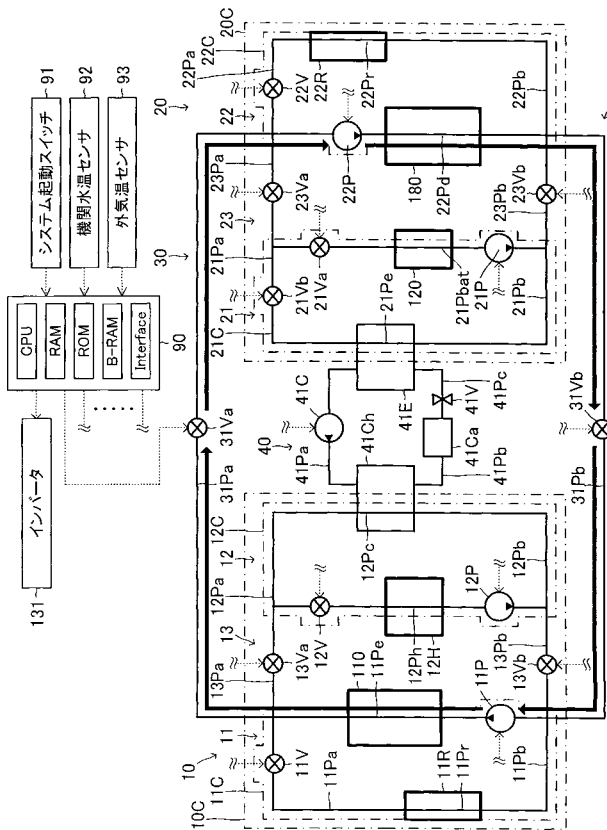 131
インバータ
CPU
RAM
ROM
B-RAM
Interface
90
システム起動スイッチ
91
機関水温センサ
92
外気温センサ
93
10
11
13
12
30
20
21
23
22
10C
11C
11V
11Pa
11R
11Pr
11Pb
11P
110
11Pe
13Pa
13Va
13Pb
13Vb
12Pa
12C
12V
12Ph
12H
12P
12Pb
12Pc
31Pa
31Va
31Pb
31Vb
40
41Pa
41C
41Ch
41Ca
41Pb
41V
41Pc
41E
21C
21Vb
21Va
21Pa
21Pe
120
21Pbat
21P
21Pb
23Pa
23Va
23Pb
23Vb
22P
180
22Pd
22V
22Pa
22C
20C
22R
22Pr
22Pb